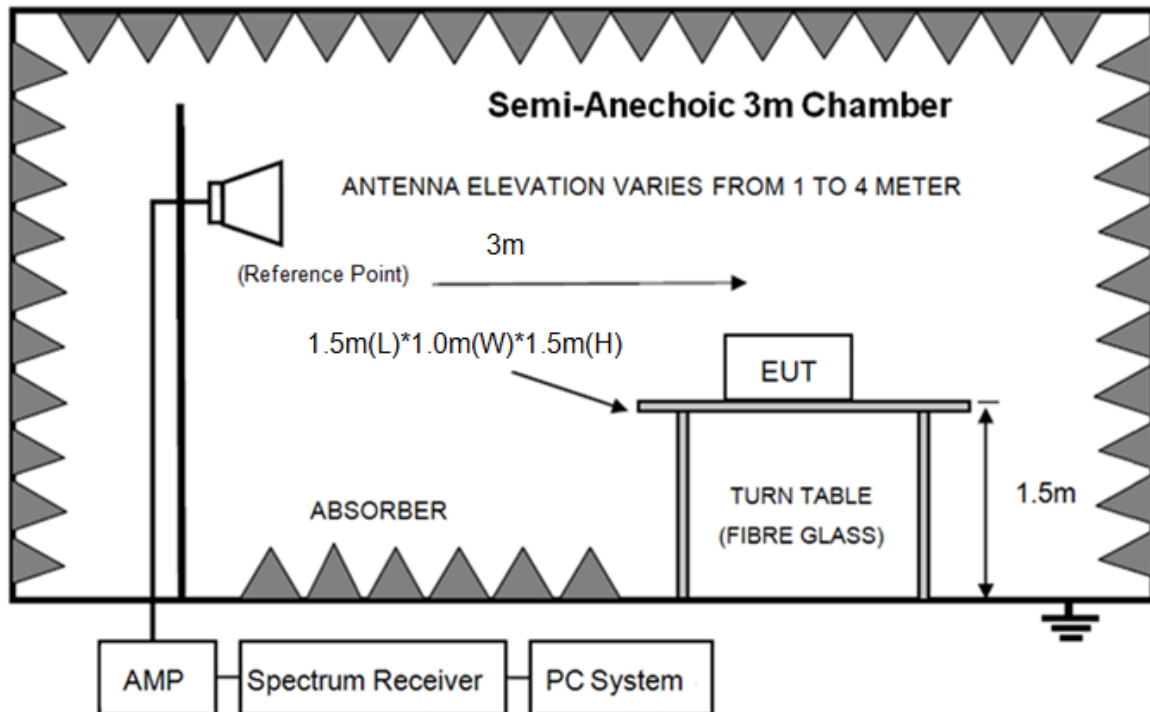 Semi-Anechoic 3m Chamber
ANTENNA ELEVATION VARIES FROM 1 TO 4 METER
3m
(Reference Point)
1.5m(L)*1.0m(W)*1.5m(H)
EUT
1.5m
TURN TABLE
(FIBRE GLASS)
ABSORBER
AMP
Spectrum Receiver
PC System